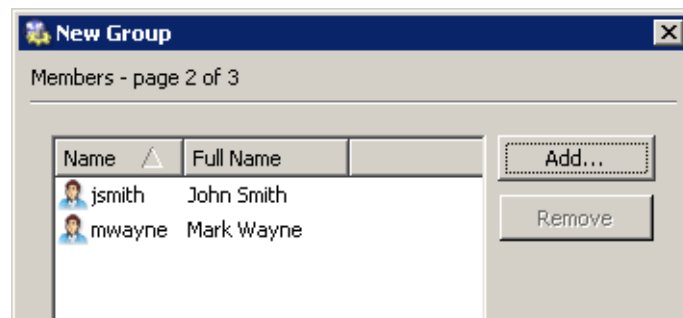 New Group
Members - page 2 of 3
Name Full Name
Add...
jsmith John Smith
Remove
mwayne Mark Wayne